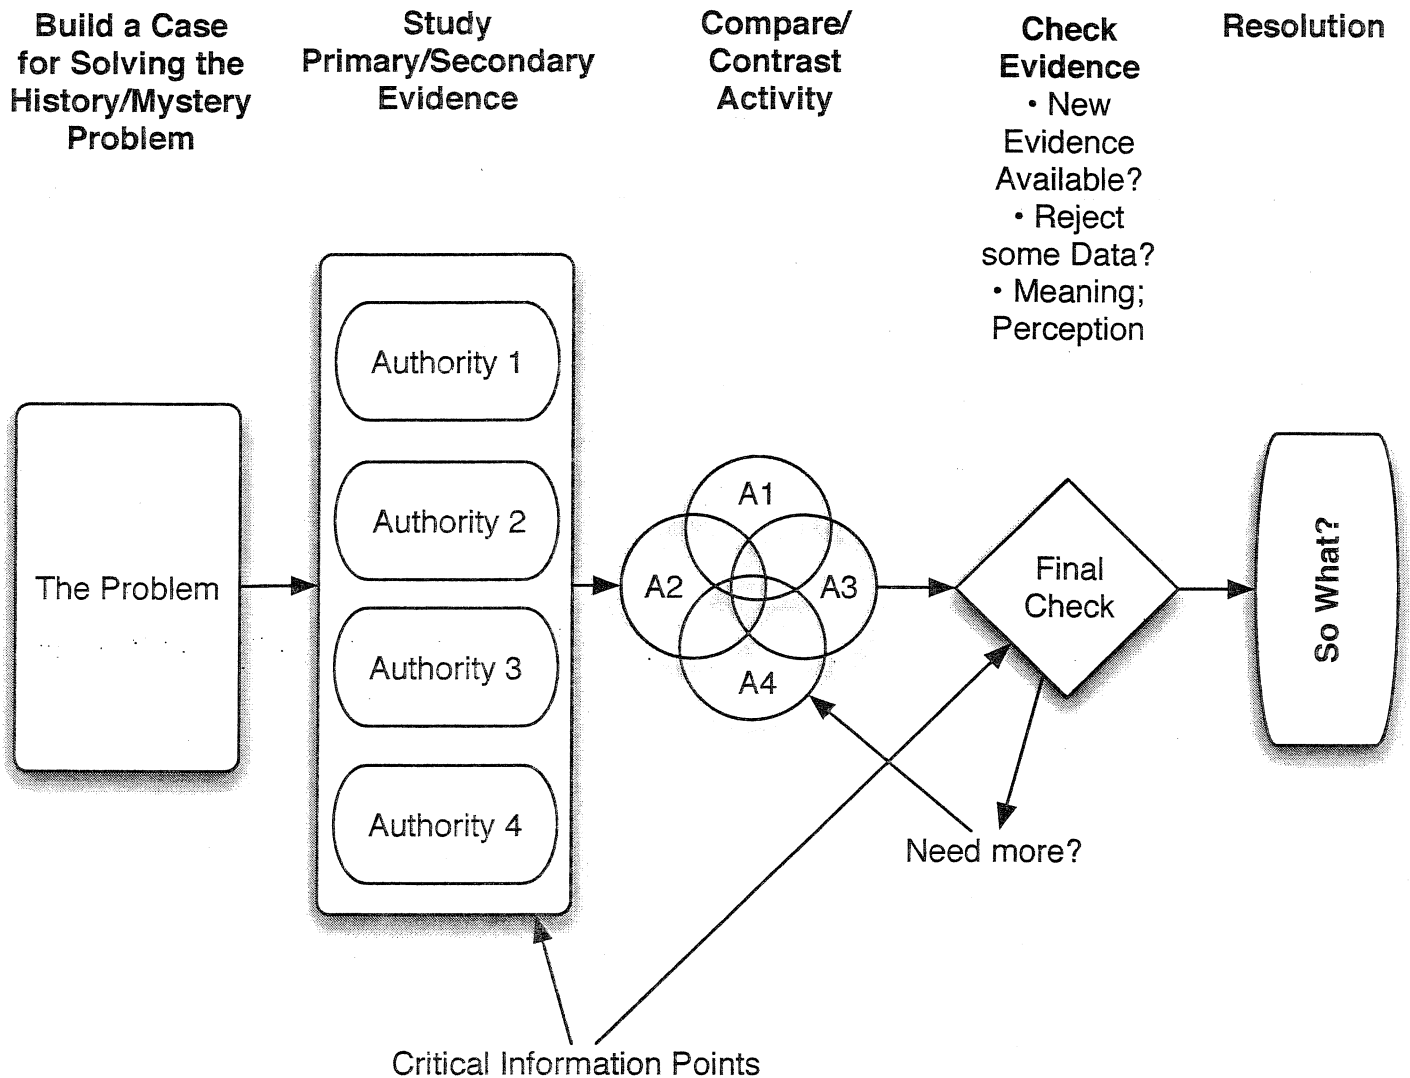 Build a Case
for Solving the
History/Mystery
Problem
Study
Primary/Secondary
Evidence
Compare/
Contrast
Activity
Check
Evidence
• New
Evidence
Available?
• Reject
some Data?
• Meaning;
Perception
Resolution
The Problem
Authority 1
Authority 2
Authority 3
Authority 4
A1
A2
A3
A4
Final
Check
So What?
Need more?
Critical Information Points